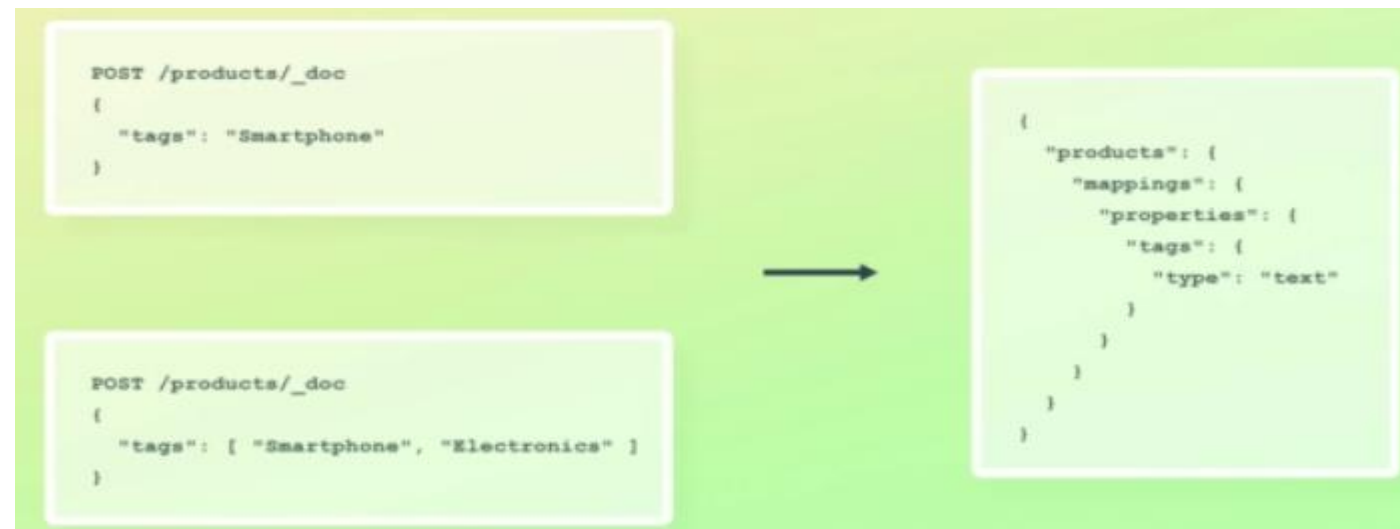 POST /products/_doc
{
  "tags": "Smartphone"
}
POST /products/_doc
{
  "tags": [ "Smartphone", "Electronics" ]
}
{
  "products": {
    "mappings": {
      "properties": {
        "tags": {
          "type": "text"
        }
      }
    }
  }
}